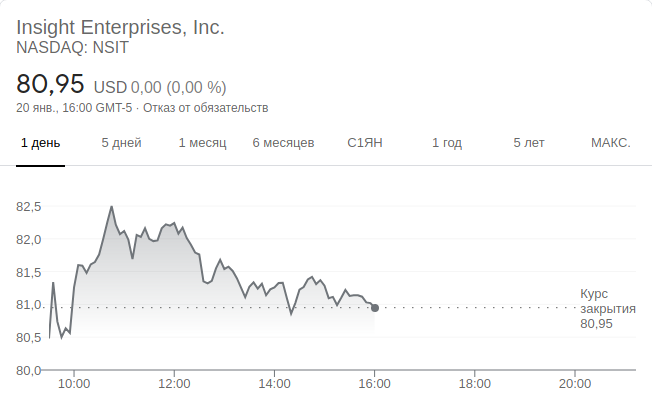 Insight Enterprises, Inc.
NASDAQ: NSIT
80,95 USD 0,00 (0,00 %)
20 янв., 16:00 GMT-5 · Отказ от обязательств
1 день 5 дней 1 месяц 6 месяцев С1ЯН 1 год 5 лет МАКС.
82,5
82,0
81,5
81,0
80,5
80,0
Курс
закрытия
80,95
10:00 12:00 14:00 16:00 18:00 20:00